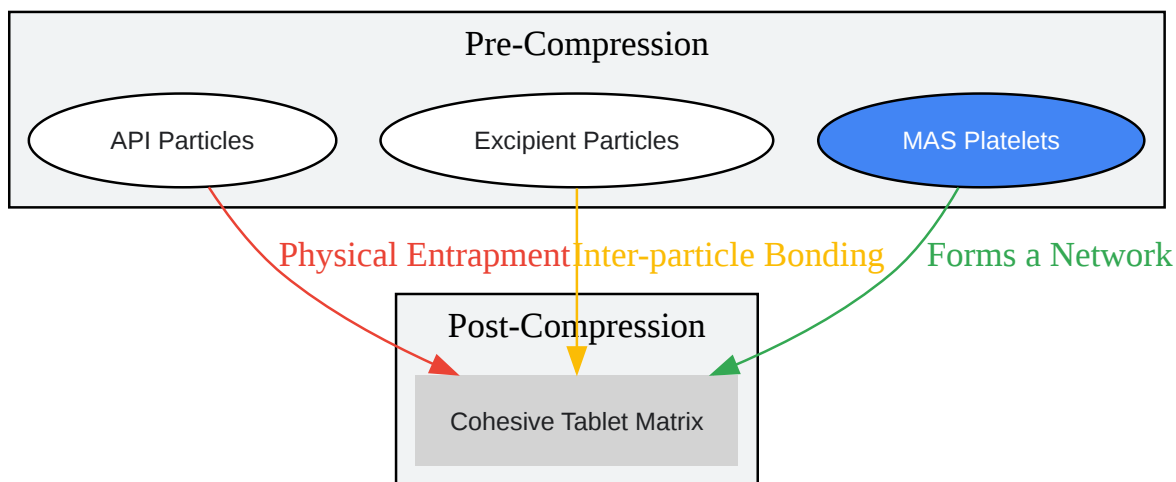 Pre-Compression
API Particles
Excipient Particles
MAS Platelets
Physical Entrapment
Inter-particle Bonding
Forms a Network
Post-Compression
Cohesive Tablet Matrix